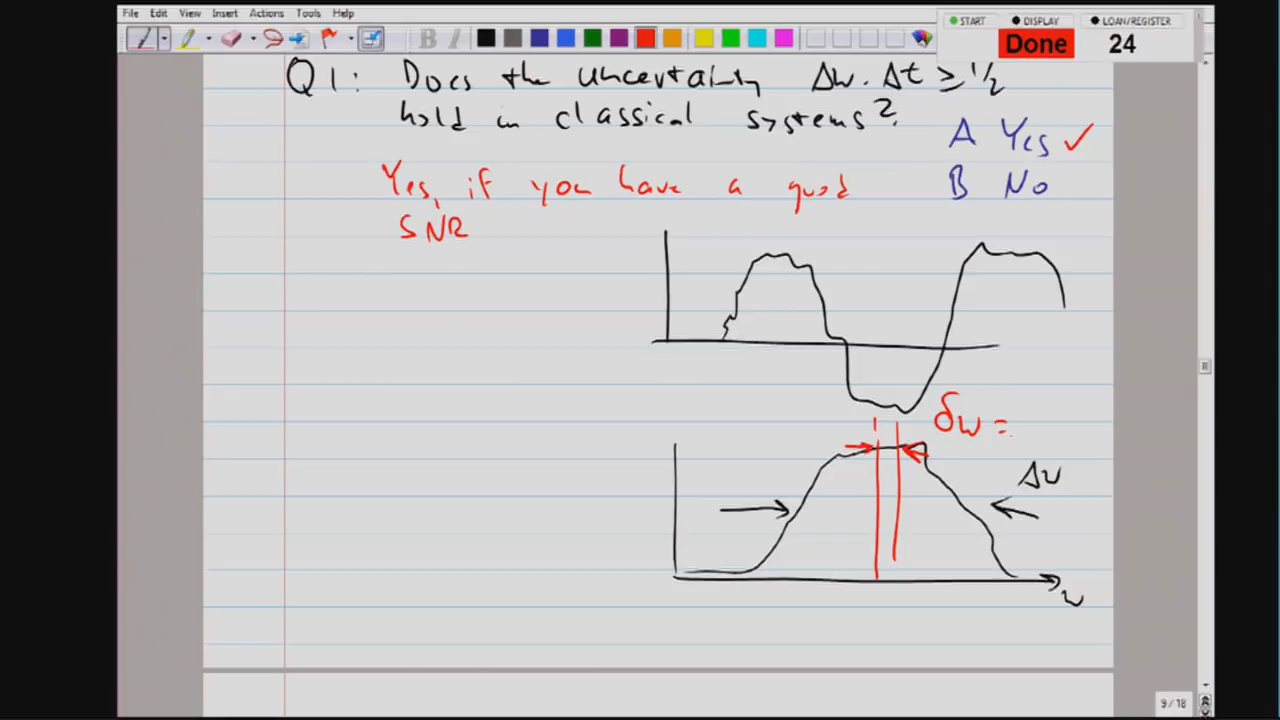 File Edit View Insert Actions Tools Help
START DISPLAY LOAN/REGISTER
Done 24
B I
Q1: Does the uncertainty Δω. Δt ≥ 1/2
hold in classical systems?
A Yes ✓
B No
Yes, if you have a good
SNR
δω =
Δω
ω
9 / 18